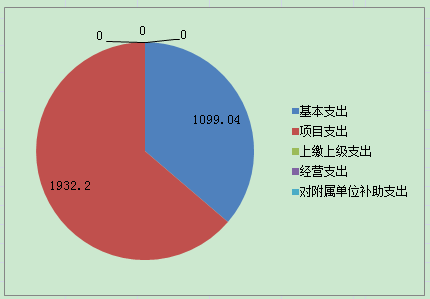 0
0
0
1099.04
1932.2
基本支出
项目支出
上缴上级支出
经营支出
对附属单位补助支出